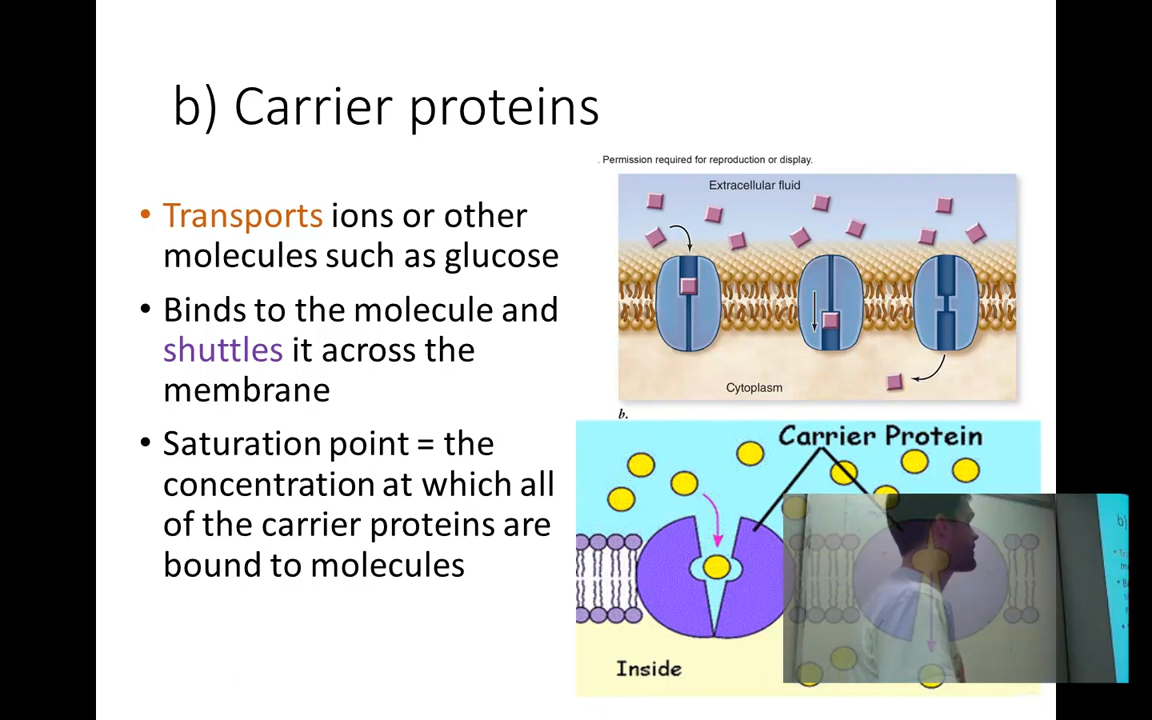 b) Carrier proteins
. Permission required for reproduction or display.
• Transports ions or other
molecules such as glucose
• Binds to the molecule and
shuttles it across the
membrane
• Saturation point = the
concentration at which all
of the carrier proteins are
bound to molecules
Extracellular fluid
Cytoplasm
b.
Carrier Protein
Inside
b)